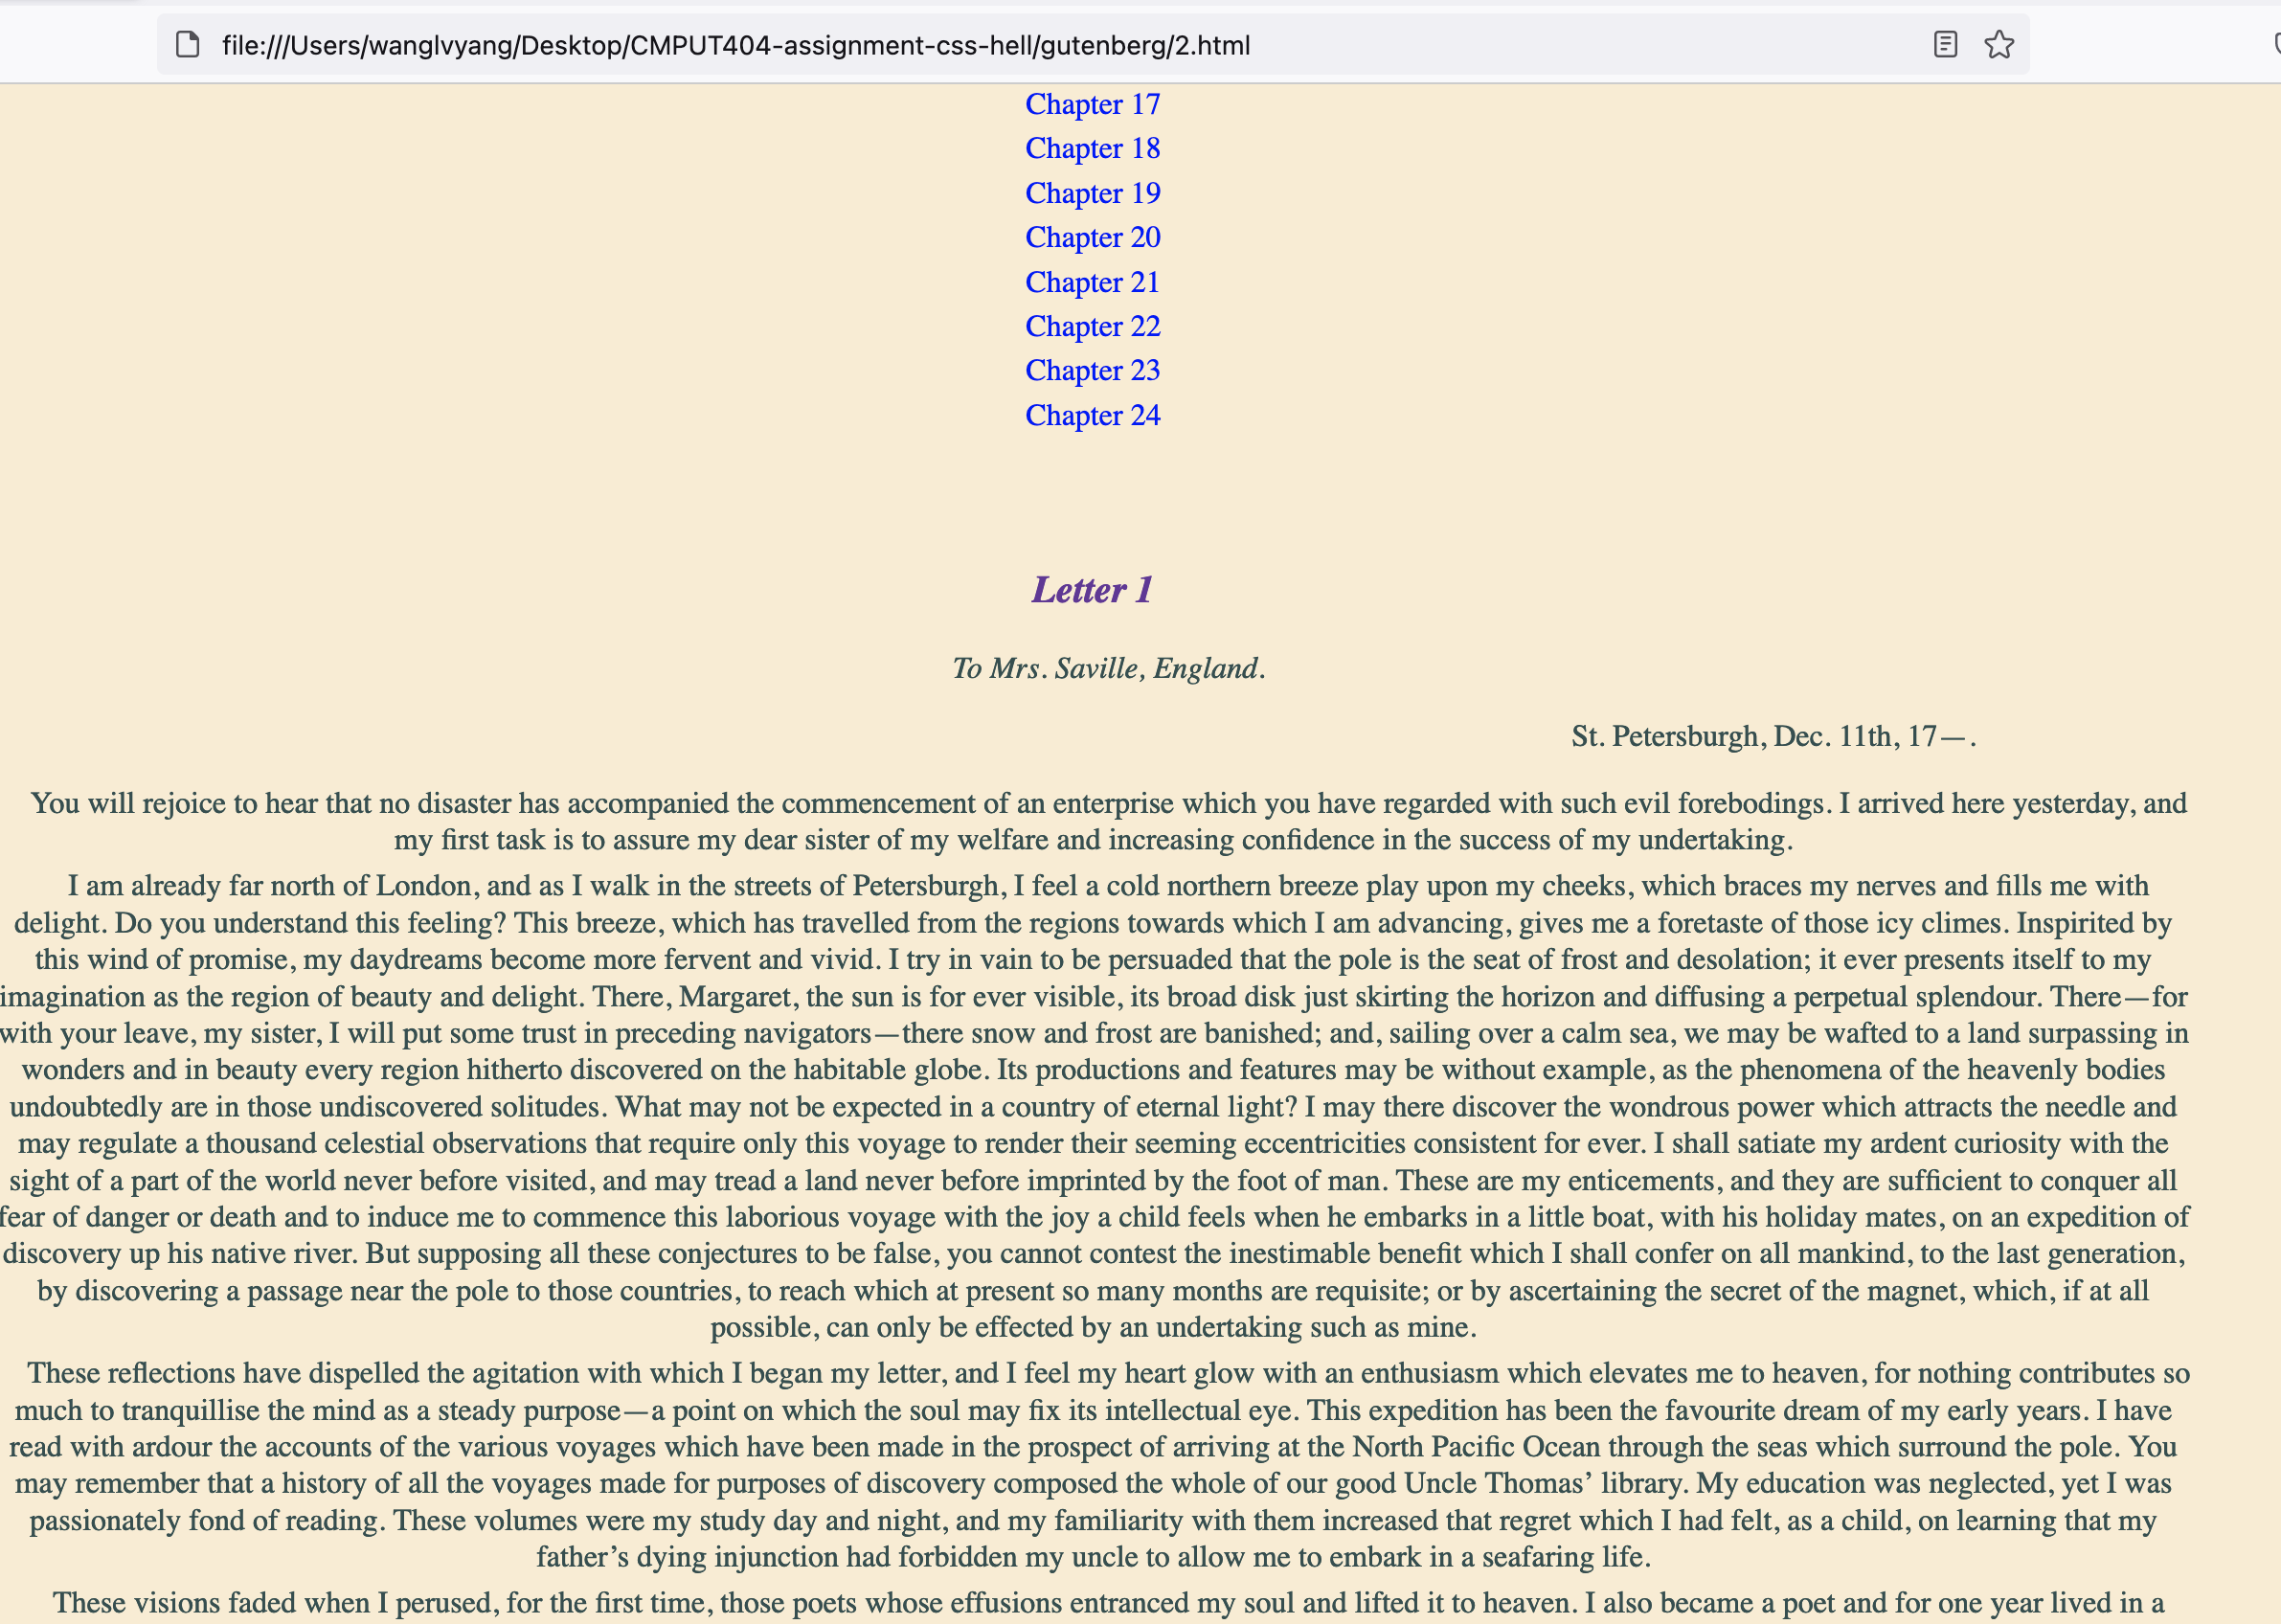 file:///Users/wanglvyang/Desktop/CMPUT404-assignment-css-hell/gutenberg/2.html
Chapter 17
Chapter 18
Chapter 19
Chapter 20
Chapter 21
Chapter 22
Chapter 23
Chapter 24
Letter 1
To Mrs. Saville, England.
St. Petersburgh, Dec. 11th, 17—.
You will rejoice to hear that no disaster has accompanied the commencement of an enterprise which you have regarded with such evil forebodings. I arrived here yesterday, and
my first task is to assure my dear sister of my welfare and increasing confidence in the success of my undertaking.
I am already far north of London, and as I walk in the streets of Petersburgh, I feel a cold northern breeze play upon my cheeks, which braces my nerves and fills me with
delight. Do you understand this feeling? This breeze, which has travelled from the regions towards which I am advancing, gives me a foretaste of those icy climes. Inspirited by
this wind of promise, my daydreams become more fervent and vivid. I try in vain to be persuaded that the pole is the seat of frost and desolation; it ever presents itself to my
imagination as the region of beauty and delight. There, Margaret, the sun is for ever visible, its broad disk just skirting the horizon and diffusing a perpetual splendour. There—for
with your leave, my sister, I will put some trust in preceding navigators—there snow and frost are banished; and, sailing over a calm sea, we may be wafted to a land surpassing in
wonders and in beauty every region hitherto discovered on the habitable globe. Its productions and features may be without example, as the phenomena of the heavenly bodies
undoubtedly are in those undiscovered solitudes. What may not be expected in a country of eternal light? I may there discover the wondrous power which attracts the needle and
may regulate a thousand celestial observations that require only this voyage to render their seeming eccentricities consistent for ever. I shall satiate my ardent curiosity with the
sight of a part of the world never before visited, and may tread a land never before imprinted by the foot of man. These are my enticements, and they are sufficient to conquer all
fear of danger or death and to induce me to commence this laborious voyage with the joy a child feels when he embarks in a little boat, with his holiday mates, on an expedition of
discovery up his native river. But supposing all these conjectures to be false, you cannot contest the inestimable benefit which I shall confer on all mankind, to the last generation,
by discovering a passage near the pole to those countries, to reach which at present so many months are requisite; or by ascertaining the secret of the magnet, which, if at all
possible, can only be effected by an undertaking such as mine.
These reflections have dispelled the agitation with which I began my letter, and I feel my heart glow with an enthusiasm which elevates me to heaven, for nothing contributes so
much to tranquillise the mind as a steady purpose—a point on which the soul may fix its intellectual eye. This expedition has been the favourite dream of my early years. I have
read with ardour the accounts of the various voyages which have been made in the prospect of arriving at the North Pacific Ocean through the seas which surround the pole. You
may remember that a history of all the voyages made for purposes of discovery composed the whole of our good Uncle Thomas’ library. My education was neglected, yet I was
passionately fond of reading. These volumes were my study day and night, and my familiarity with them increased that regret which I had felt, as a child, on learning that my
father’s dying injunction had forbidden my uncle to allow me to embark in a seafaring life.
These visions faded when I perused, for the first time, those poets whose effusions entranced my soul and lifted it to heaven. I also became a poet and for one year lived in a